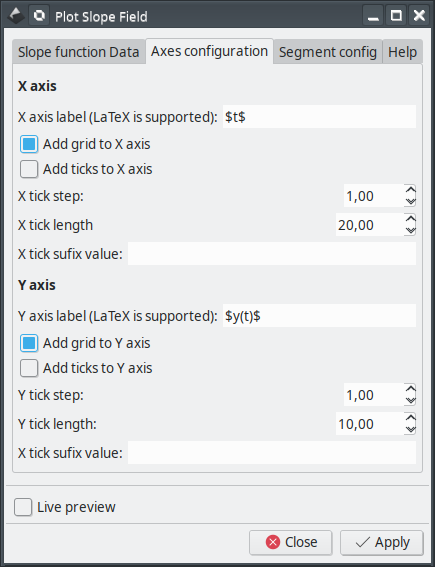 Plot Slope Field
Slope function Data Axes configuration Segment config Help
X axis
X axis label (LaTeX is supported): $t$
Add grid to X axis
Add ticks to X axis
X tick step: 1,00
X tick length 20,00
X tick sufix value:
Y axis
Y axis label (LaTeX is supported): $y(t)$
Add grid to Y axis
Add ticks to Y axis
Y tick step: 1,00
Y tick length: 10,00
X tick sufix value:
Live preview
Close Apply